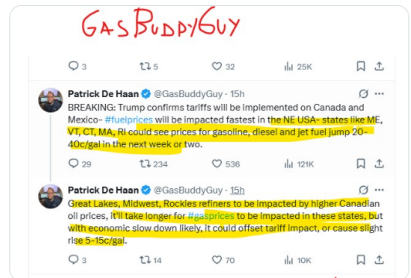 GASBUDDYGUY
3 5 32 25K
Patrick De Haan @GasBuddyGuy · 15h
BREAKING: Trump confirms tariffs will be implemented on Canada and
Mexico- #fuelprices will be impacted fastest in the NE USA- states like ME,
VT, CT, MA, RI could see prices for gasoline, diesel and jet fuel jump 20-
40c/gal in the next week or two.
29 234 536 121K
Patrick De Haan @GasBuddyGuy · 15h
Great Lakes, Midwest, Rockies refiners to be impacted by higher Canadian
oil prices, it'll take longer for #gasprices to be impacted in these states, but
with economic slow down likely, it could offset tariff impact, or cause slight
rise 5-15c/gal.
3 14 70 10K